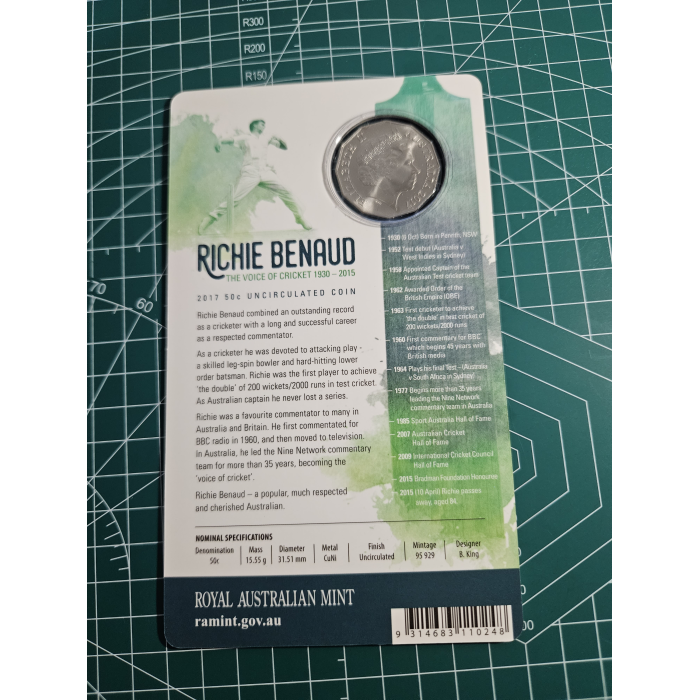 R300
R200
R150
70
60
ELIZABETH II
AUSTRALIA 2017
RICHIE BENAUD
THE VOICE OF CRICKET 1930 – 2015
2017 50c UNCIRCULATED COIN
Richie Benaud combined an outstanding record
as a cricketer with a long and successful career
as a respected commentator.
As a cricketer he was devoted to attacking play -
a skilled leg-spin bowler and hard-hitting lower
order batsman. Richie was the first player to achieve
'the double' of 200 wickets/2000 runs in test cricket.
As Australian captain he never lost a series.
Richie was a favourite commentator to many in
Australia and Britain. He first commentated for
BBC radio in 1960, and then moved to television.
In Australia, he led the Nine Network commentary
team for more than 35 years, becoming the
'voice of cricket'.
Richie Benaud – a popular, much respected
and cherished Australian.
1930 (6 Oct) Born in Penrith, NSW
1952 Test debut (Australia v
West Indies in Sydney)
1958 Appointed Captain of the
Australian Test cricket team
1962 Awarded Order of the
British Empire (OBE)
1963 First cricketer to achieve
'the double' in test cricket of
200 wickets/2000 runs
1960 First commentary for BBC
which begins 45 years with
British media
1964 Plays his final Test – (Australia
v South Africa in Sydney)
1977 Begins more than 35 years
leading the Nine Network
commentary team in Australia
1985 Sport Australia Hall of Fame
2007 Australian Cricket
Hall of Fame
2009 International Cricket Council
Hall of Fame
2015 Bradman Foundation Honouree
2015 (10 April) Richie passes
away, aged 84.
NOMINAL SPECIFICATIONS
Denomination Mass Diameter Metal Finish Mintage Designer
50c 15.55 g 31.51 mm CuNi Uncirculated 95 929 B. King
ROYAL AUSTRALIAN MINT
ramint.gov.au
9 314683 110248